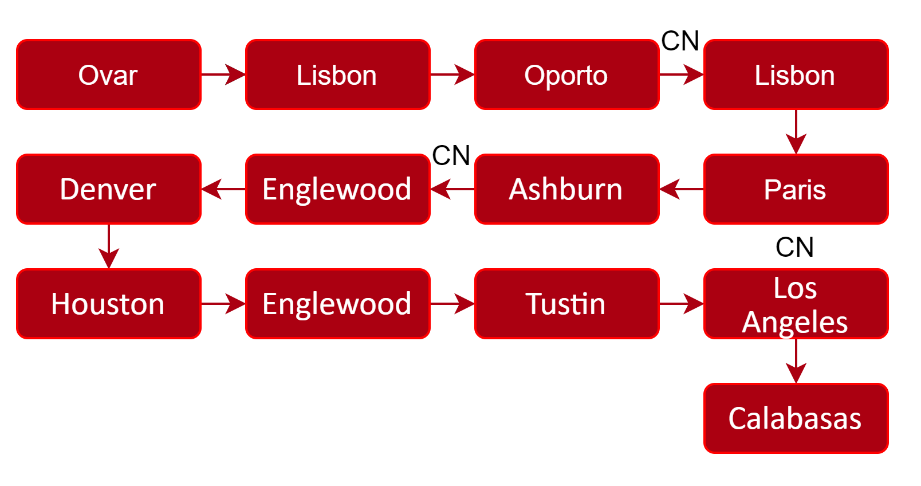 CN
Ovar
Lisbon
Oporto
Lisbon
CN
Denver
Englewood
Ashburn
Paris
CN
Houston
Englewood
Tustin
Los
Angeles
Calabasas